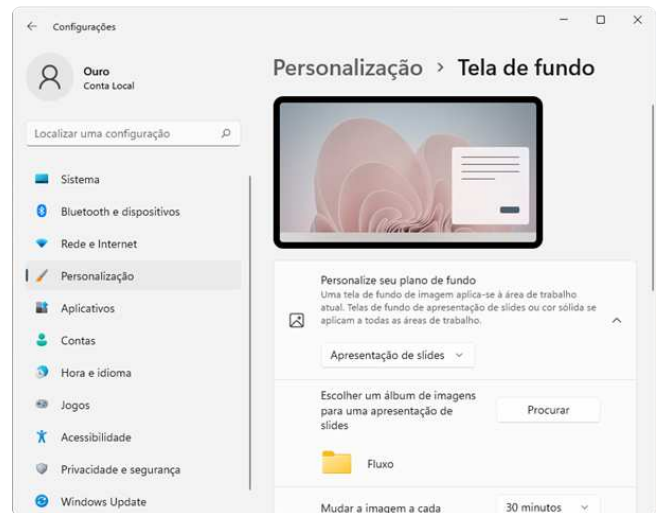 Configurações
Ouro
Conta Local
Localizar uma configuração
Sistema
Bluetooth e dispositivos
Rede e Internet
Personalização
Aplicativos
Contas
Hora e idioma
Jogos
Acessibilidade
Privacidade e segurança
Windows Update
Personalização > Tela de fundo
Personalize seu plano de fundo
Uma tela de fundo de imagem aplica-se à área de trabalho
atual. Telas de fundo de apresentação de slides ou cor sólida se
aplicam a todas as áreas de trabalho.
Apresentação de slides
Escolher um álbum de imagens
para uma apresentação de
slides
Procurar
Fluxo
Mudar a imagem a cada
30 minutos